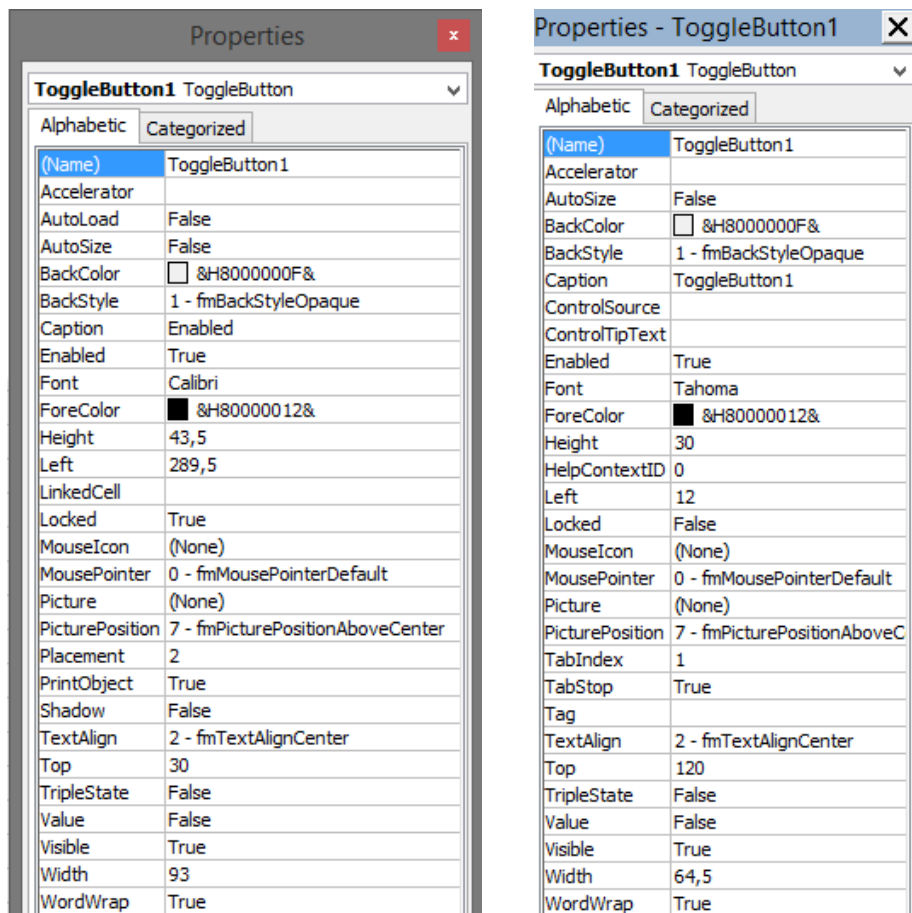 Properties
x
ToggleButton1 ToggleButton
Alphabetic Categorized
(Name) ToggleButton1
Accelerator
AutoLoad False
AutoSize False
BackColor &H8000000F&
BackStyle 1 - fmBackStyleOpaque
Caption Enabled
Enabled True
Font Calibri
ForeColor &H80000012&
Height 43,5
Left 289,5
LinkedCell
Locked True
MouseIcon (None)
MousePointer 0 - fmMousePointerDefault
Picture (None)
PicturePosition 7 - fmPicturePositionAboveCenter
Placement 2
PrintObject True
Shadow False
TextAlign 2 - fmTextAlignCenter
Top 30
TripleState False
Value False
Visible True
Width 93
WordWrap True
Properties - ToggleButton1
ToggleButton1 ToggleButton
Alphabetic Categorized
(Name) ToggleButton1
Accelerator
AutoSize False
BackColor &H8000000F&
BackStyle 1 - fmBackStyleOpaque
Caption ToggleButton1
ControlSource
ControlTipText
Enabled True
Font Tahoma
ForeColor &H80000012&
Height 30
HelpContextID 0
Left 12
Locked False
MouseIcon (None)
MousePointer 0 - fmMousePointerDefault
Picture (None)
PicturePosition 7 - fmPicturePositionAboveC
TabIndex 1
TabStop True
Tag
TextAlign 2 - fmTextAlignCenter
Top 120
TripleState False
Value False
Visible True
Width 64,5
WordWrap True